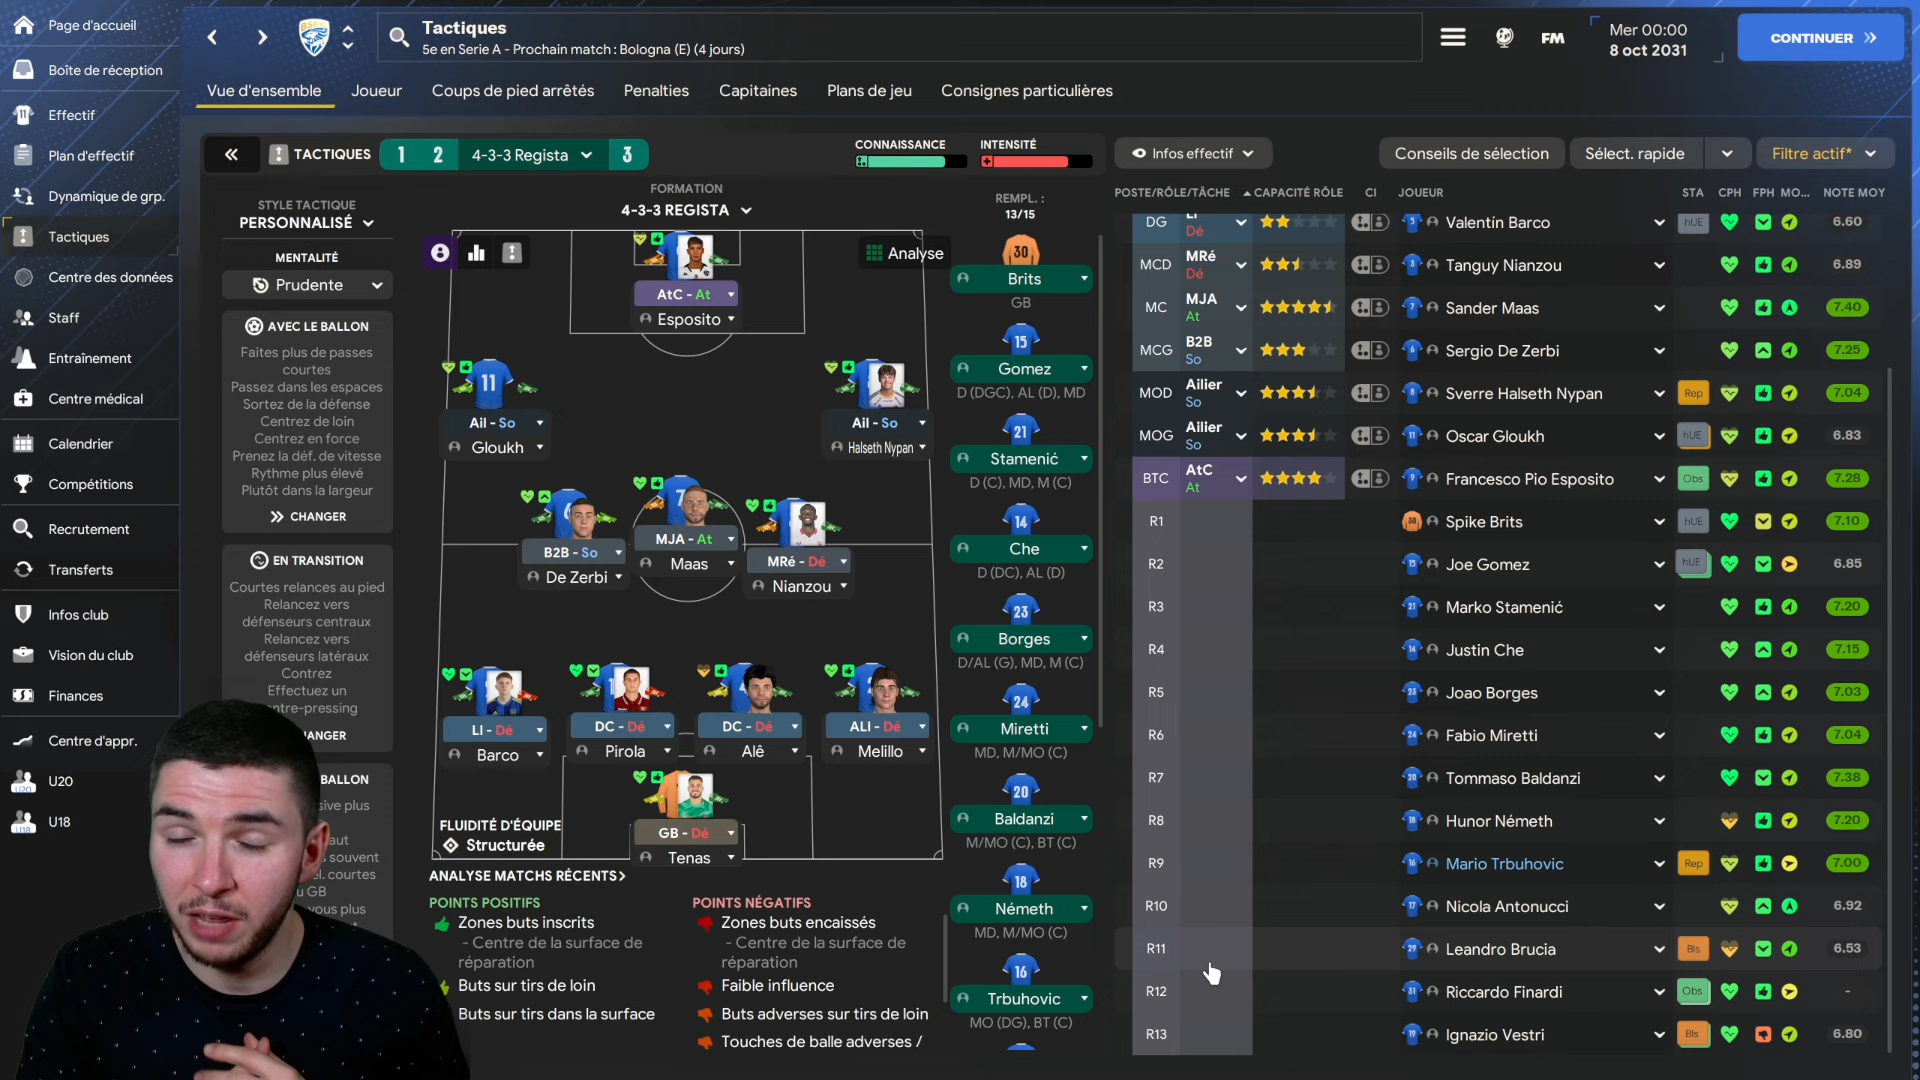 Page d'accueil
Boîte de réception
Effectif
Plan d'effectif
Dynamique de grp.
Tactiques
Centre des données
Staff
Entraînement
Centre médical
Calendrier
Compétitions
Recrutement
Transferts
Infos club
Vision du club
Finances
Centre d'appr.
U20
U18
Tactiques
5e en Serie A - Prochain match : Bologna (E) (4 jours)
FM
Mer 00:00
8 oct 2031
CONTINUER
Vue d'ensemble
Joueur
Coups de pied arrêtés
Penalties
Capitaines
Plans de jeu
Consignes particulières
TACTIQUES
1 2 4-3-3 Regista 3
CONNAISSANCE
INTENSITÉ
Infos effectif
Conseils de sélection
Sélect. rapide
Filtre actif*
STYLE TACTIQUE
PERSONNALISÉ
MENTALITÉ
Prudente
AVEC LE BALLON
Faites plus de passes
courtes
Passez dans les espaces
Sortez de la défense
Centrez de loin
Centrez en force
Prenez la déf. de vitesse
Rythme plus élevé
Plutôt dans la largeur
CHANGER
EN TRANSITION
Courtes relances au pied
Relancez vers
défenseurs centraux
Relancez vers
défenseurs latéraux
Contrez
Effectuez un
ntre-pressing
ANGER
BALLON
sive plus
aut
souvent
el. courtes
u GB
vous plus
FORMATION
4-3-3 REGISTA
Analyse
AtC - At
Esposito
11
Ail - So
Gloukh
Ail - So
Halseth Nypan
B2B - So
De Zerbi
7
MJA - At
Maas
MRé - Dé
Nianzou
LI - Dé
Barco
DC - Dé
Pirola
DC - Dé
Alê
ALI - Dé
Melillo
GB - Dé
Tenas
FLUIDITÉ D'ÉQUIPE
Structurée
ANALYSE MATCHS RÉCENTS>
POINTS POSITIFS
Zones buts inscrits
- Centre de la surface de
réparation
Buts sur tirs de loin
Buts sur tirs dans la surface
POINTS NÉGATIFS
Zones buts encaissés
- Centre de la surface de
réparation
Faible influence
Buts adverses sur tirs de loin
Touches de balle adverses /
REMPL. :
13/15
30
Brits
GB
15
Gomez
D (DGC), AL (D), MD
21
Stamenić
D (C), MD, M (C)
14
Che
D (DC), AL (D)
23
Borges
D/AL (G), MD, M (C)
24
Miretti
MD, M/MO (C)
20
Baldanzi
M/MO (C), BT (C)
18
Németh
MD, M/MO (C)
16
Trbuhovic
MO (DG), BT (C)
POSTE/RÔLE/TÂCHE CAPACITÉ RÔLE CI JOUEUR STA CPH FPH MO... NOTE MOY
DG LI Dé Valentín Barco hUE 6.60
MCD MRé Dé Tanguy Nianzou 6.89
MC MJA At Sander Maas 7.40
MCG B2B So Sergio De Zerbi 7.25
MOD Ailier So Sverre Halseth Nypan Rep 7.04
MOG Ailier So Oscar Gloukh hUE 6.83
BTC AtC At Francesco Pio Esposito Obs 7.28
R1 Spike Brits hUE 7.10
R2 Joe Gomez hUE 6.85
R3 Marko Stamenić 7.20
R4 Justin Che 7.15
R5 Joao Borges 7.03
R6 Fabio Miretti 7.04
R7 Tommaso Baldanzi 7.38
R8 Hunor Németh 7.20
R9 Mario Trbuhovic Rep 7.00
R10 Nicola Antonucci 6.92
R11 Leandro Brucia Bls 6.53
R12 Riccardo Finardi Obs -
R13 Ignazio Vestri Bls 6.80